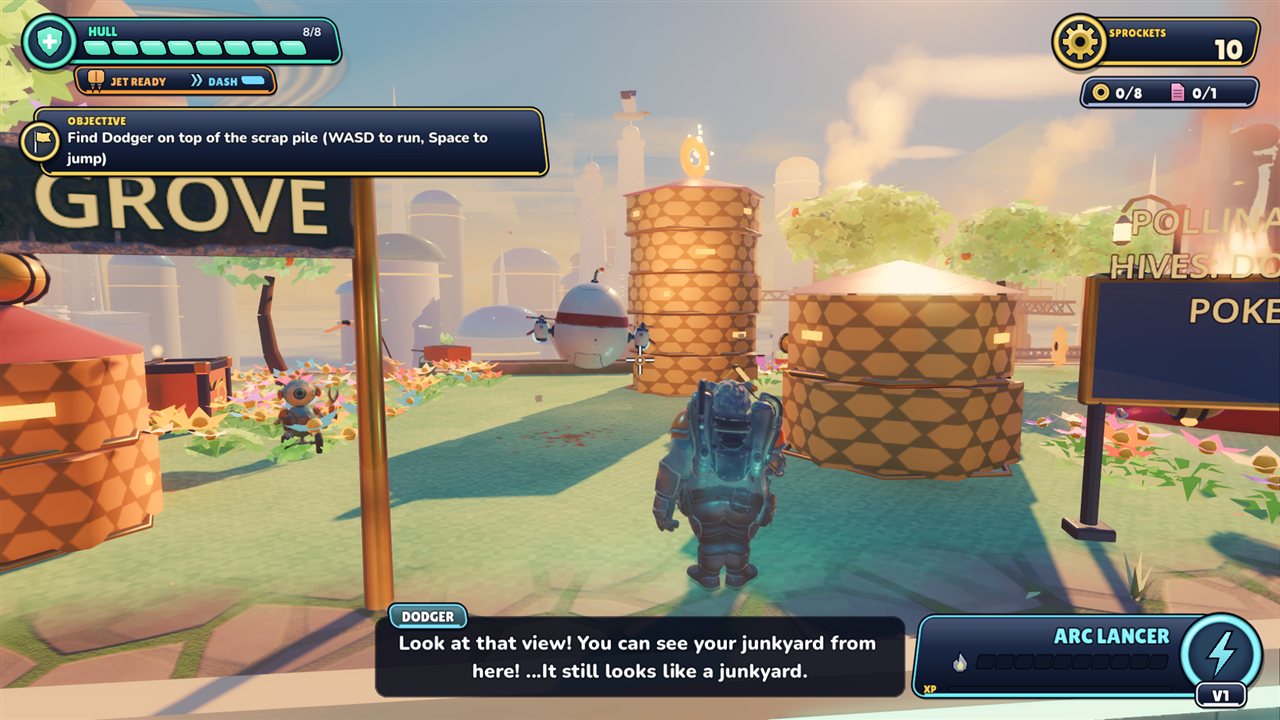 HULL
8/8
JET READY
DASH
SPROCKETS
10
0/8
0/1
OBJECTIVE
Find Dodger on top of the scrap pile (WASD to run, Space to
jump)
GROVE
HIVES.
POKE
DODGER
Look at that view! You can see your junkyard from
here! ...It still looks like a junkyard.
ARC LANCER
XP
V1